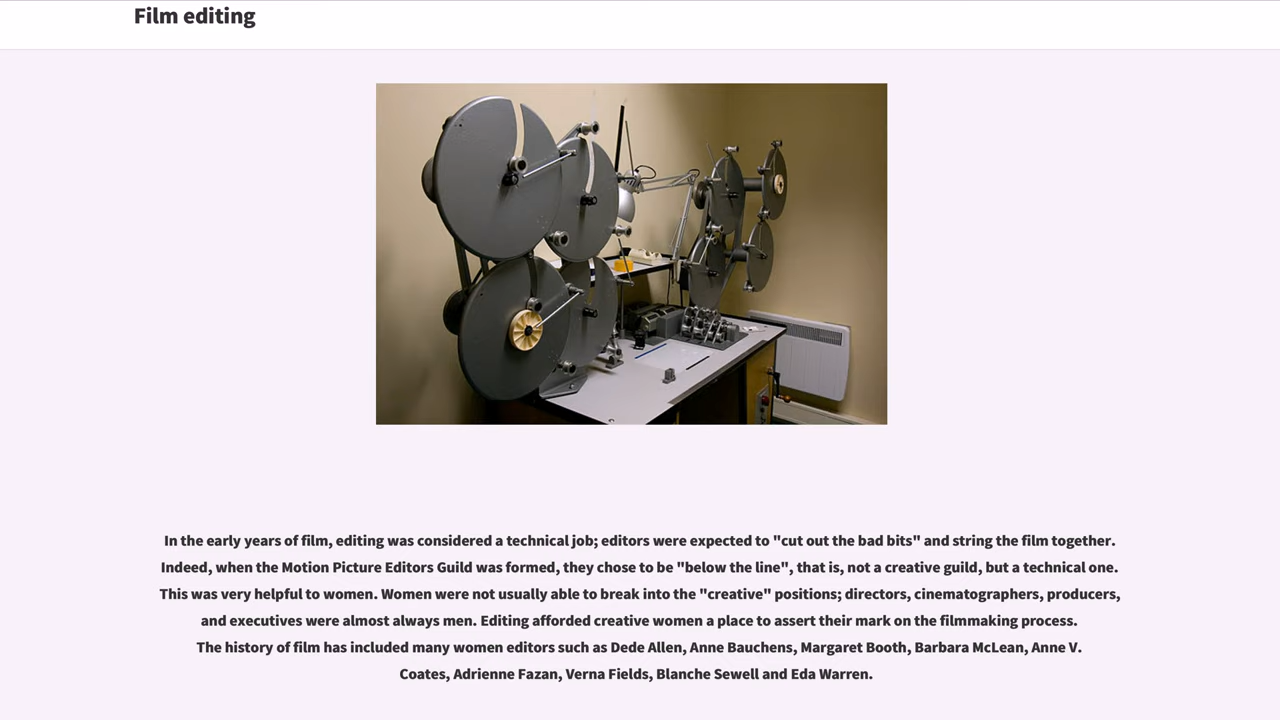 Film editing
In the early years of film, editing was considered a technical job; editors were expected to "cut out the bad bits" and string the film together.
Indeed, when the Motion Picture Editors Guild was formed, they chose to be "below the line", that is, not a creative guild, but a technical one.
This was very helpful to women. Women were not usually able to break into the "creative" positions; directors, cinematographers, producers,
and executives were almost always men. Editing afforded creative women a place to assert their mark on the filmmaking process.
The history of film has included many women editors such as Dede Allen, Anne Bauchens, Margaret Booth, Barbara McLean, Anne V.
Coates, Adrienne Fazan, Verna Fields, Blanche Sewell and Eda Warren.